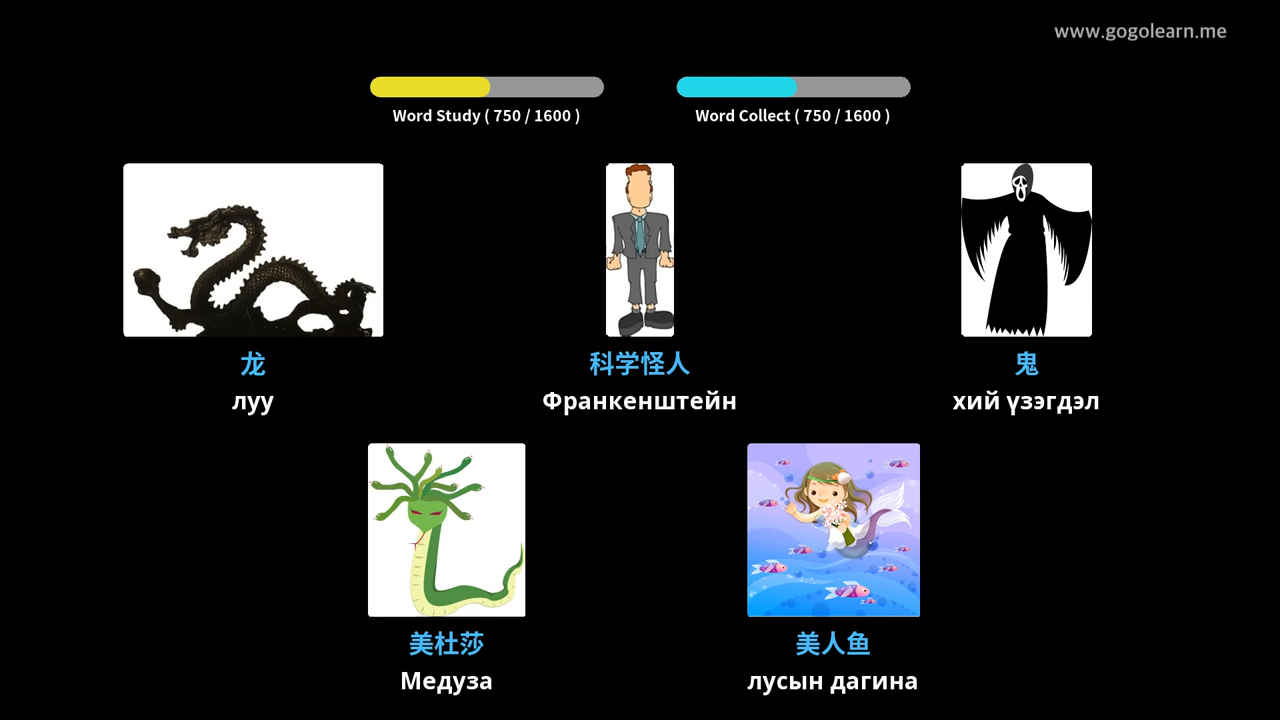 www.gogolearn.me
Word Study ( 750 / 1600 )
Word Collect ( 750 / 1600 )
龙
луу
科学怪人
Франкенштейн
鬼
хий үзэгдэл
美杜莎
Медуза
美人鱼
лусын дагина